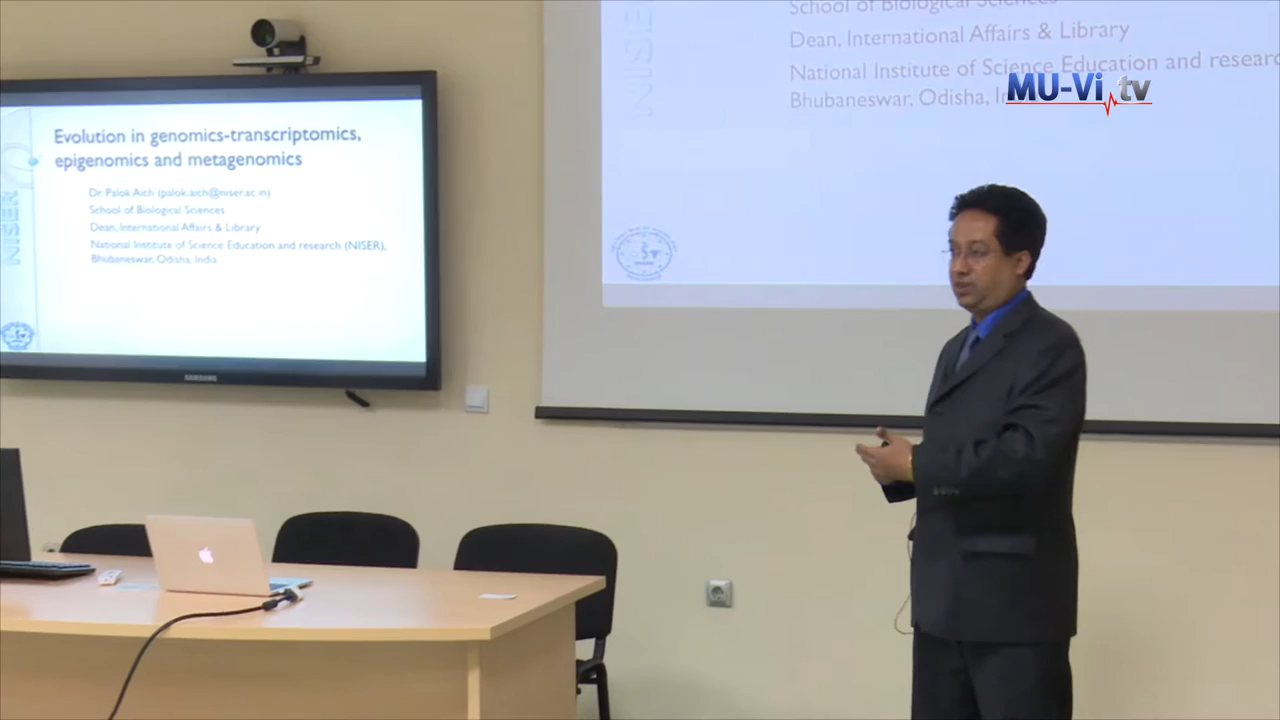 Evolution in genomics-transcriptomics,
epigenomics and metagenomics
Dr. Palok Aich (palok.aich@niser.ac.in)
School of Biological Sciences
Dean, International Affairs & Library
National Institute of Science Education and research (NISER),
Bhubaneswar, Odisha, India
NISER
SAMSUNG
School of Biological Sciences
Dean, International Affairs & Library
National Institute of Science Education and researc
Bhubaneswar, Odisha, In
NISER
MU-Vi.tv